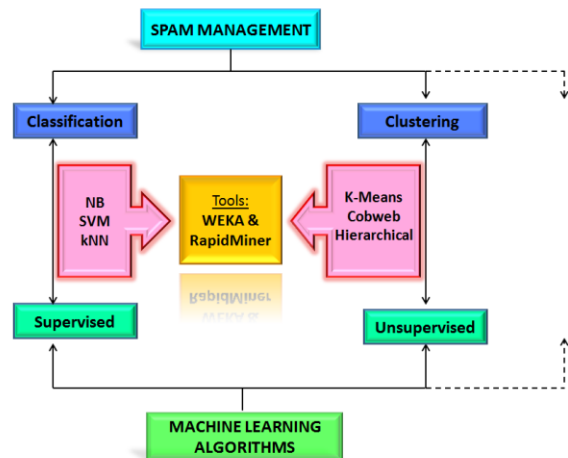 SPAM MANAGEMENT
Classification
Clustering
NB
SVM
kNN
Tools:
WEKA &
RapidMiner
K-Means
Cobweb
Hierarchical
Supervised
Unsupervised
MACHINE LEARNING
ALGORITHMS